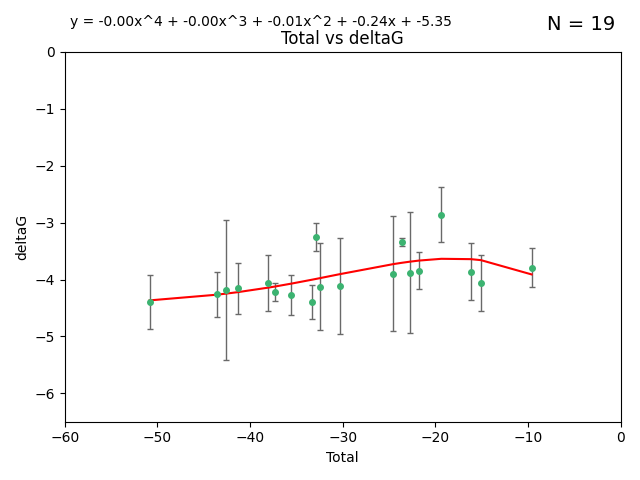 y = -0.00x^4 + -0.00x^3 + -0.01x^2 + -0.24x + -5.35
N = 19
Total vs deltaG
0
−1
−2
−3
−4
−5
−6
deltaG
−60
−50
−40
−30
−20
−10
0
Total